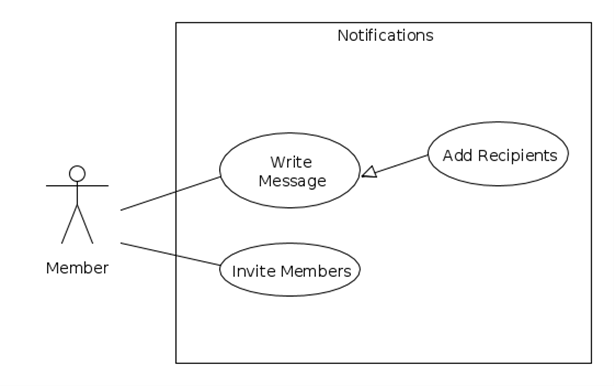 Notifications
Write
Message
Add Recipients
Member
Invite Members